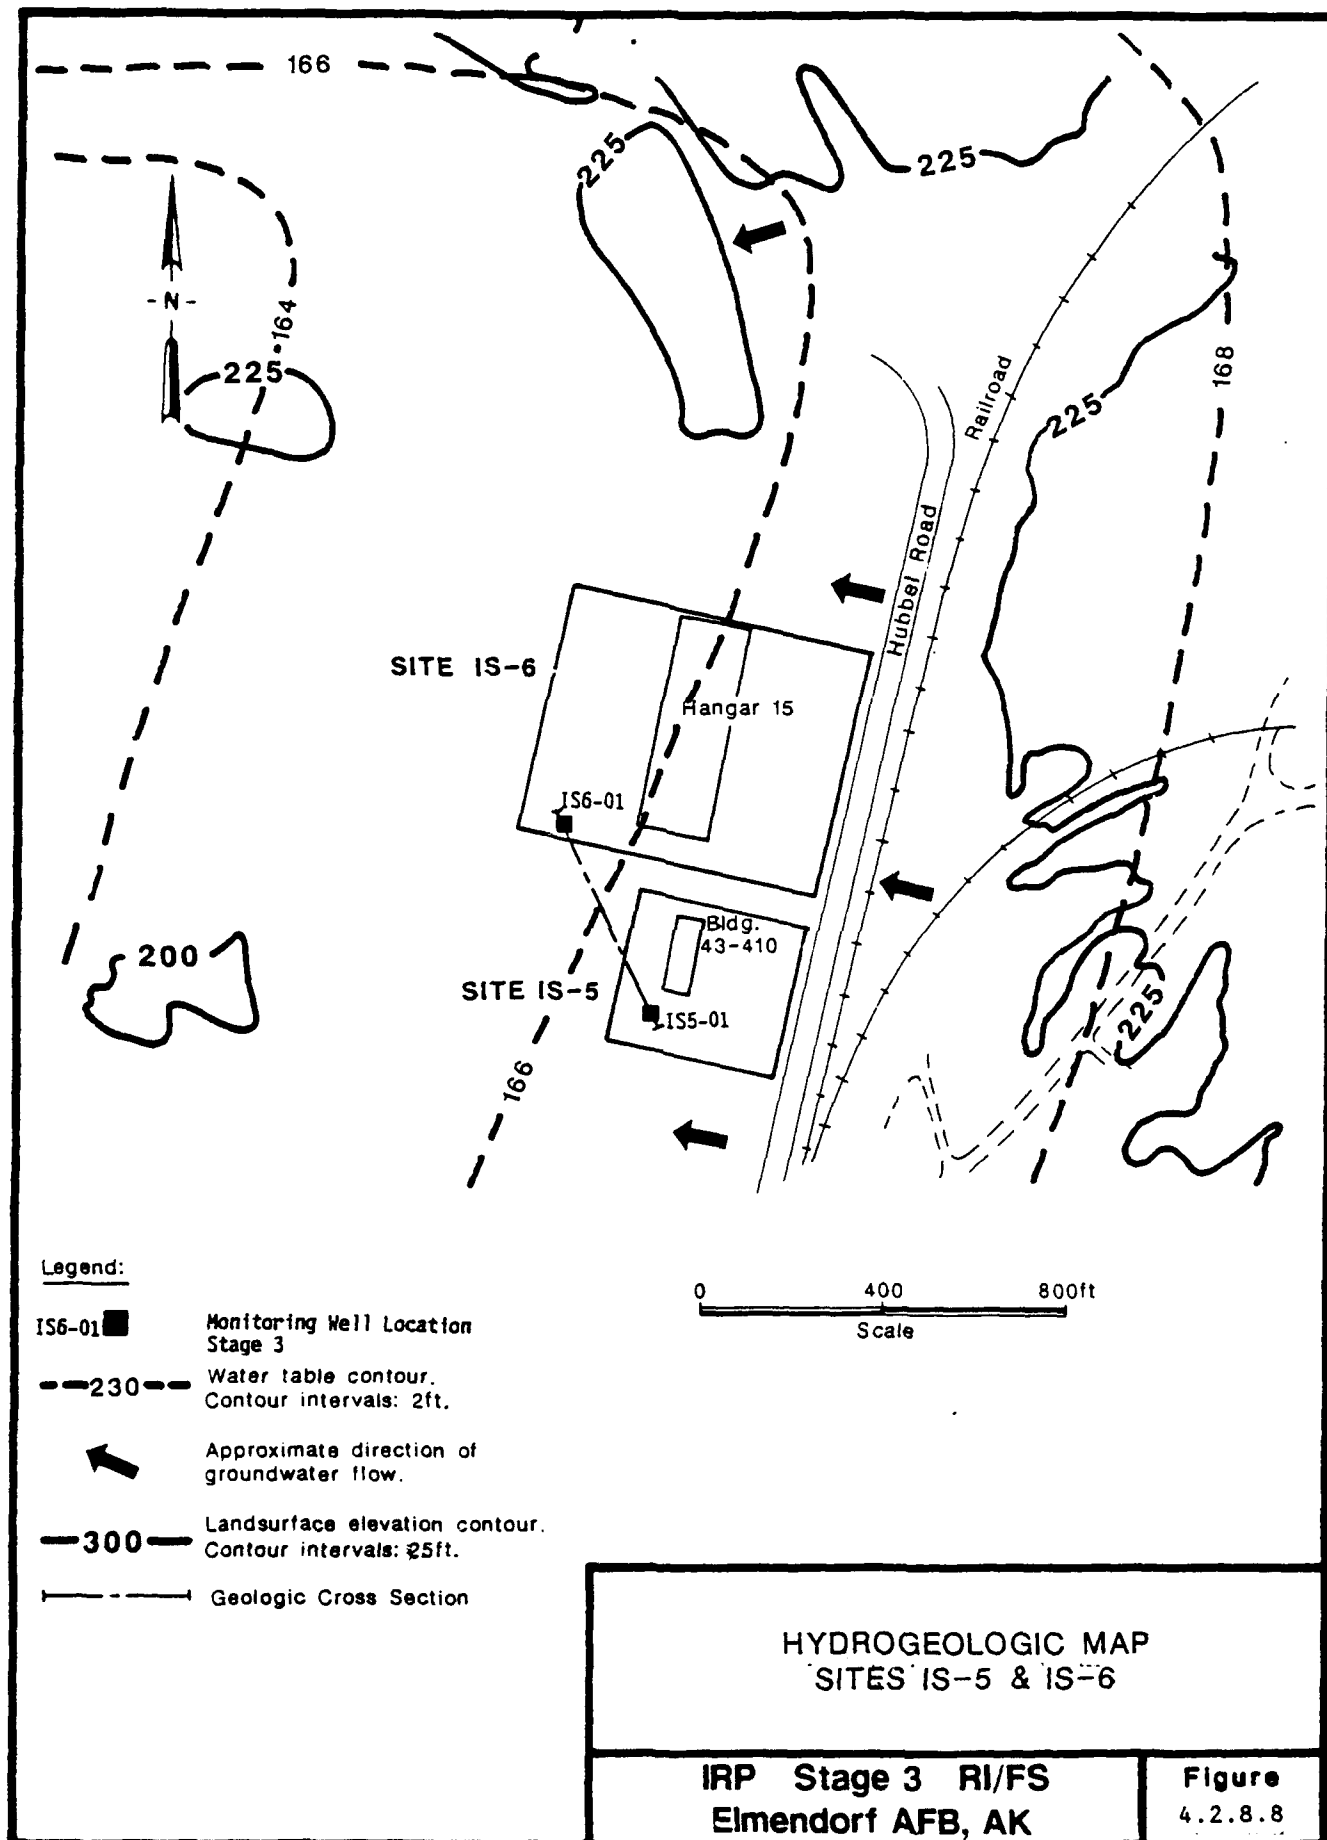 166
225
225
-N-
164
225
168
225
Railroad
Hubbel Road
SITE IS-6
Hangar 15
IS6-01
Bldg.
43-410
200
SITE IS-5
IS5-01
225
166
Legend:
0 400 800ft
Scale
IS6-01 Monitoring Well Location
Stage 3
230 Water table contour.
Contour intervals: 2ft.
Approximate direction of
groundwater flow.
300 Landsurface elevation contour.
Contour intervals: 25ft.
Geologic Cross Section
HYDROGEOLOGIC MAP
SITES IS-5 & IS-6
IRP Stage 3 RI/FS
Elmendorf AFB, AK
Figure
4.2.8.8